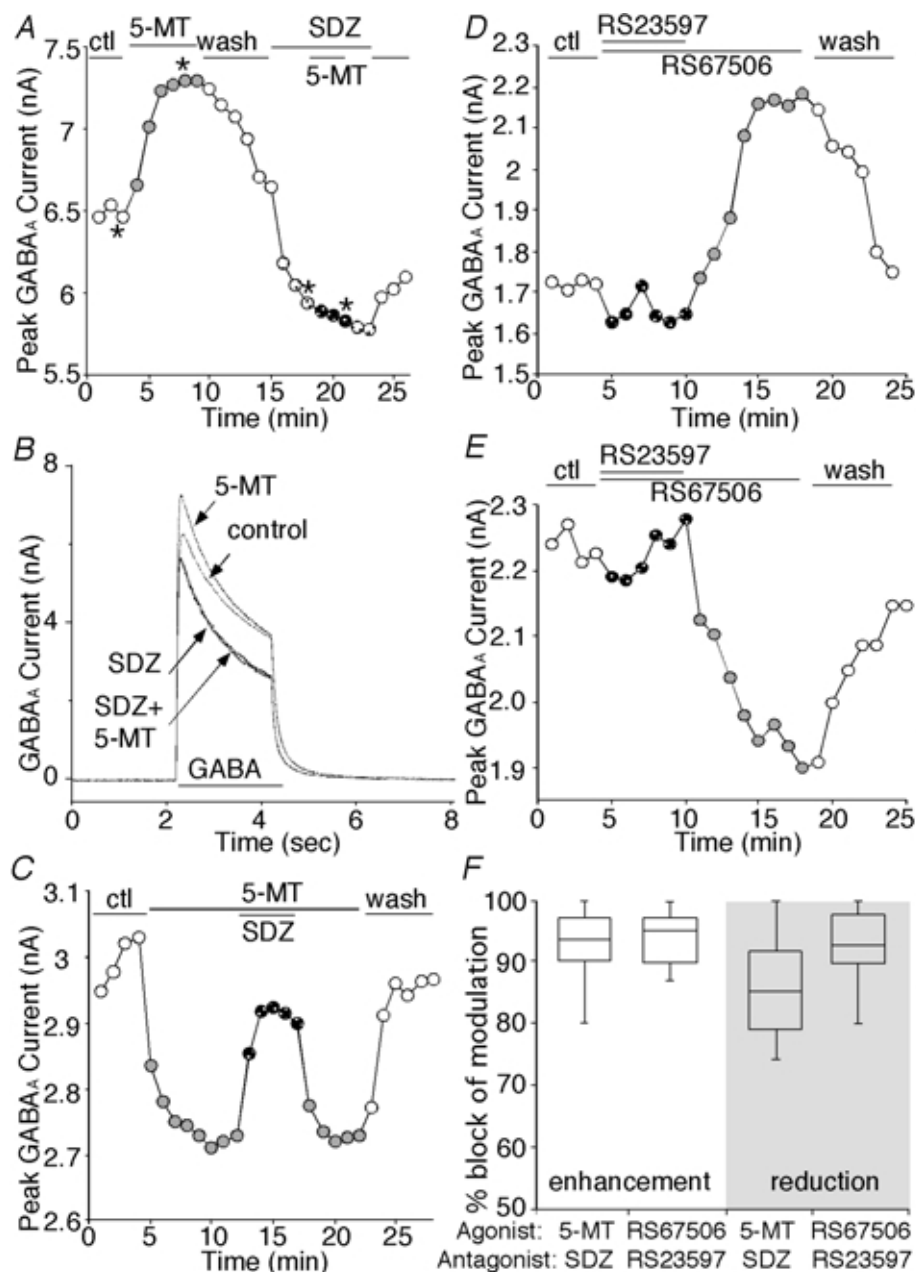 A
5-MT
SDZ
ctl
wash
5-MT
7.5
7
6.5
6
5.5
*
*
*
*
Peak GABAA Current (nA)
0 5 10 15 20 25
Time (min)
B
8
4
0
5-MT
control
SDZ
SDZ+
5-MT
GABA
GABAA Current (nA)
0 2 4 6 8
Time (sec)
C
5-MT
ctl
wash
SDZ
3.1
3
2.9
2.8
2.7
2.6
Peak GABAA Current (nA)
0 5 10 15 20 25
Time (min)
D
RS23597
ctl
wash
RS67506
2.3
2.2
2.1
2
1.9
1.8
1.7
1.6
1.5
Peak GABAA Current (nA)
0 5 10 15 20 25
Time (min)
E
RS23597
ctl
wash
RS67506
2.3
2.2
2.1
2.0
1.9
Peak GABAA Current (nA)
0 5 10 15 20 25
Time (min)
F
100
90
80
70
60
50
% block of modulation
enhancement reduction
Agonist: 5-MT RS67506 5-MT RS67506
Antagonist: SDZ RS23597 SDZ RS23597